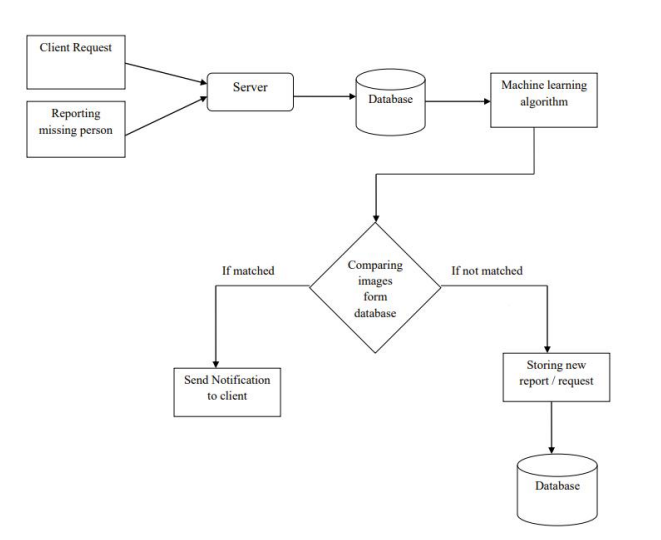 Client Request
Reporting
missing person
Server
Database
Machine learning
algorithm
Comparing
images
form
database
If matched
If not matched
Send Notification
to client
Storing new
report / request
Database